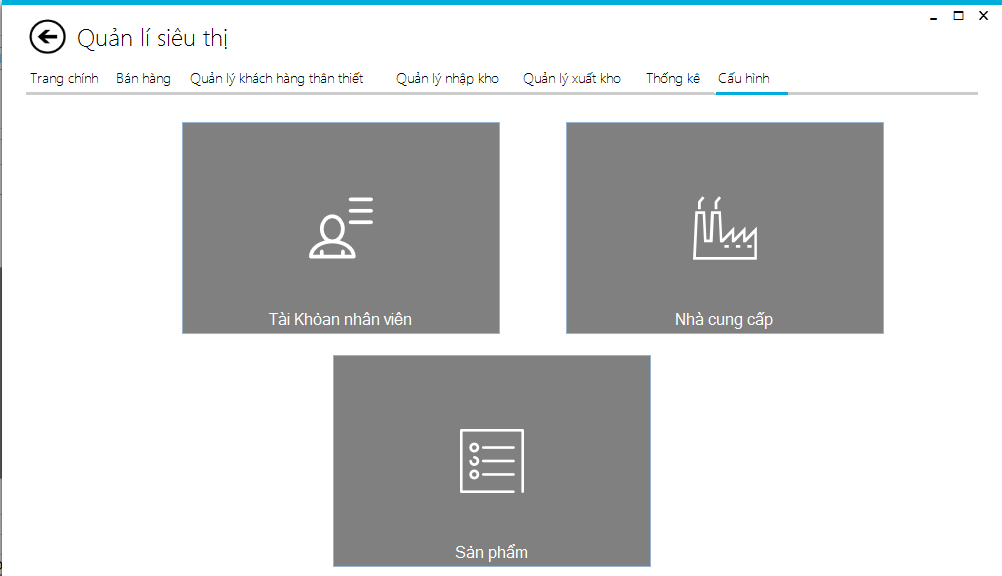 Quản lí siêu thị
Trang chính Bán hàng Quản lý khách hàng thân thiết Quản lý nhập kho Quản lý xuất kho Thống kê Cấu hình
Tài Khỏan nhân viên Nhà cung cấp
Sản phẩm